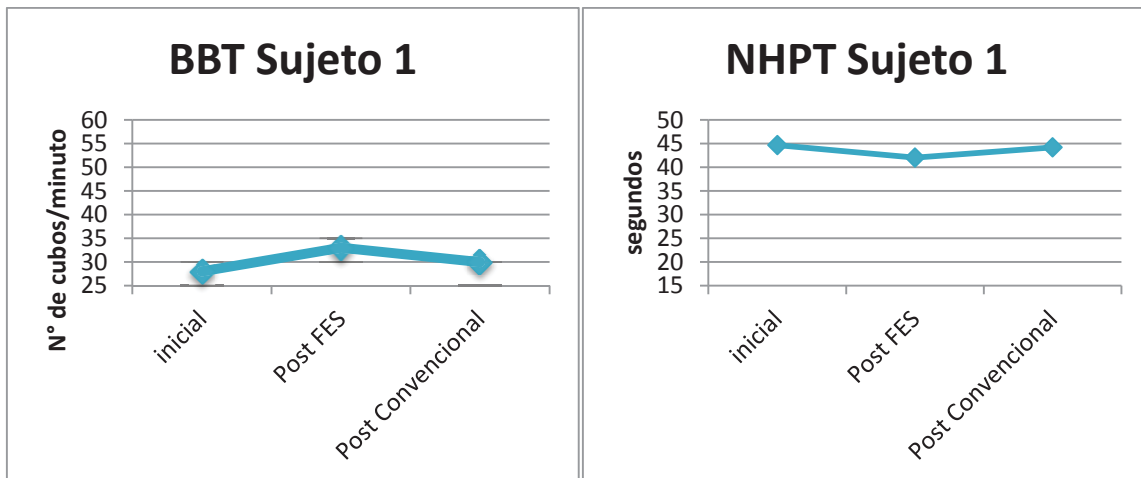 BBT Sujeto 1
N° de cubos/minuto
60
55
50
45
40
35
30
25
inicial
Post FES
Post Convencional
NHPT Sujeto 1
segundos
50
45
40
35
30
25
20
15
inicial
Post FES
Post Convencional